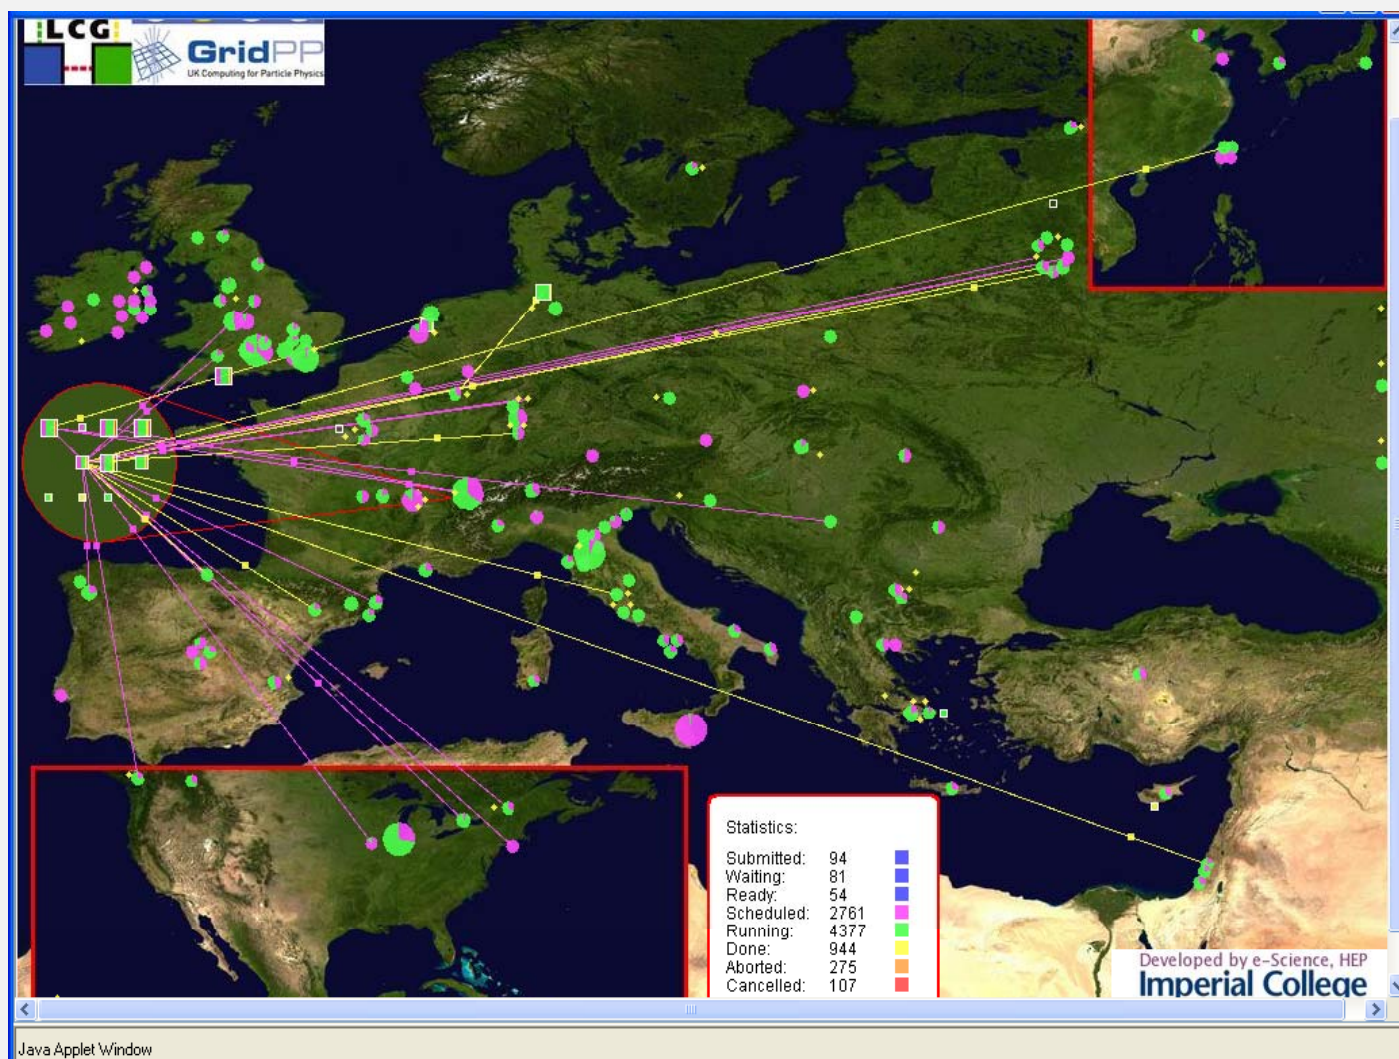 LCG
GridPP
UK Computing for Particle Physics
Statistics:
Submitted: 94
Waiting: 81
Ready: 54
Scheduled: 2761
Running: 4377
Done: 944
Aborted: 275
Cancelled: 107
Developed by e-Science, HEP
Imperial College
Java Applet Window